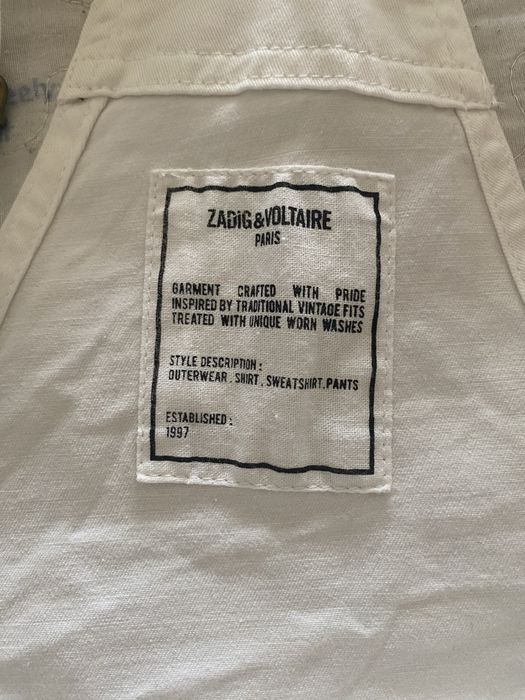 ZADIG&VOLTAIRE
PARIS
GARMENT CRAFTED WITH PRIDE
INSPIRED BY TRADITIONAL VINTAGE FITS
TREATED WITH UNIQUE WORN WASHES
STYLE DESCRIPTION :
OUTERWEAR . SHIRT . SWEATSHIRT. PANTS
ESTABLISHED :
1997